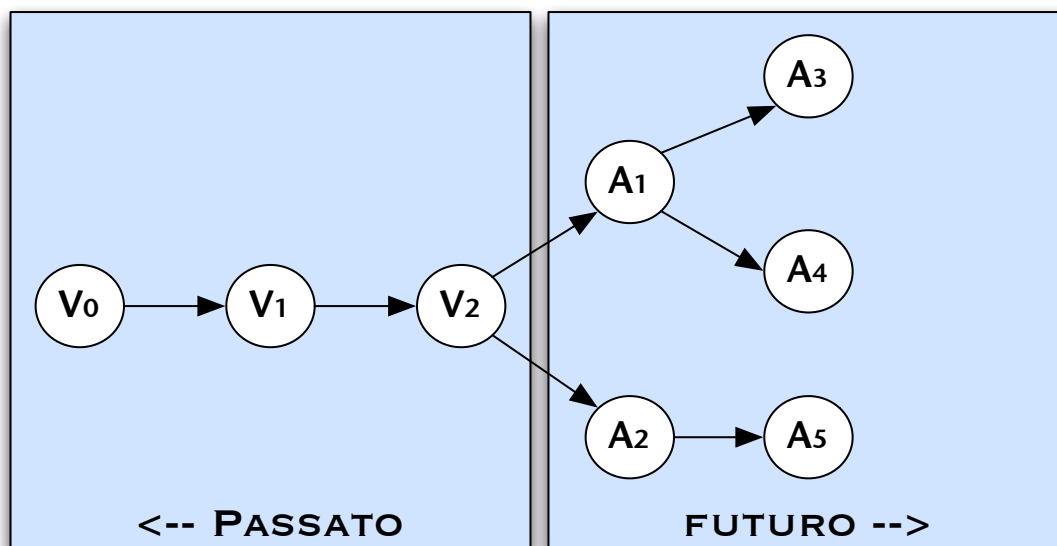 A3
A1
A4
V0
V1
V2
A2
A5
<-- PASSATO
FUTURO -->